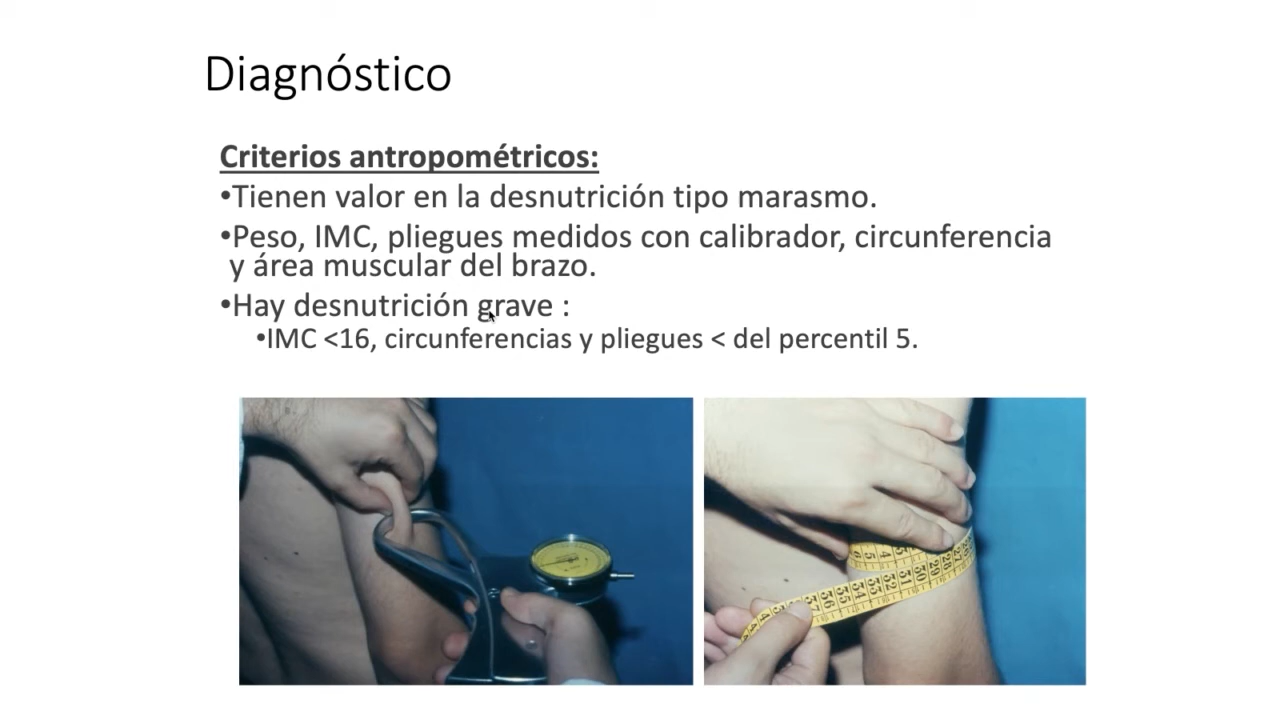 Diagnóstico
Criterios antropométricos:
•Tienen valor en la desnutrición tipo marasmo.
•Peso, IMC, pliegues medidos con calibrador, circunferencia
y área muscular del brazo.
•Hay desnutrición grave :
•IMC <16, circunferencias y pliegues < del percentil 5.